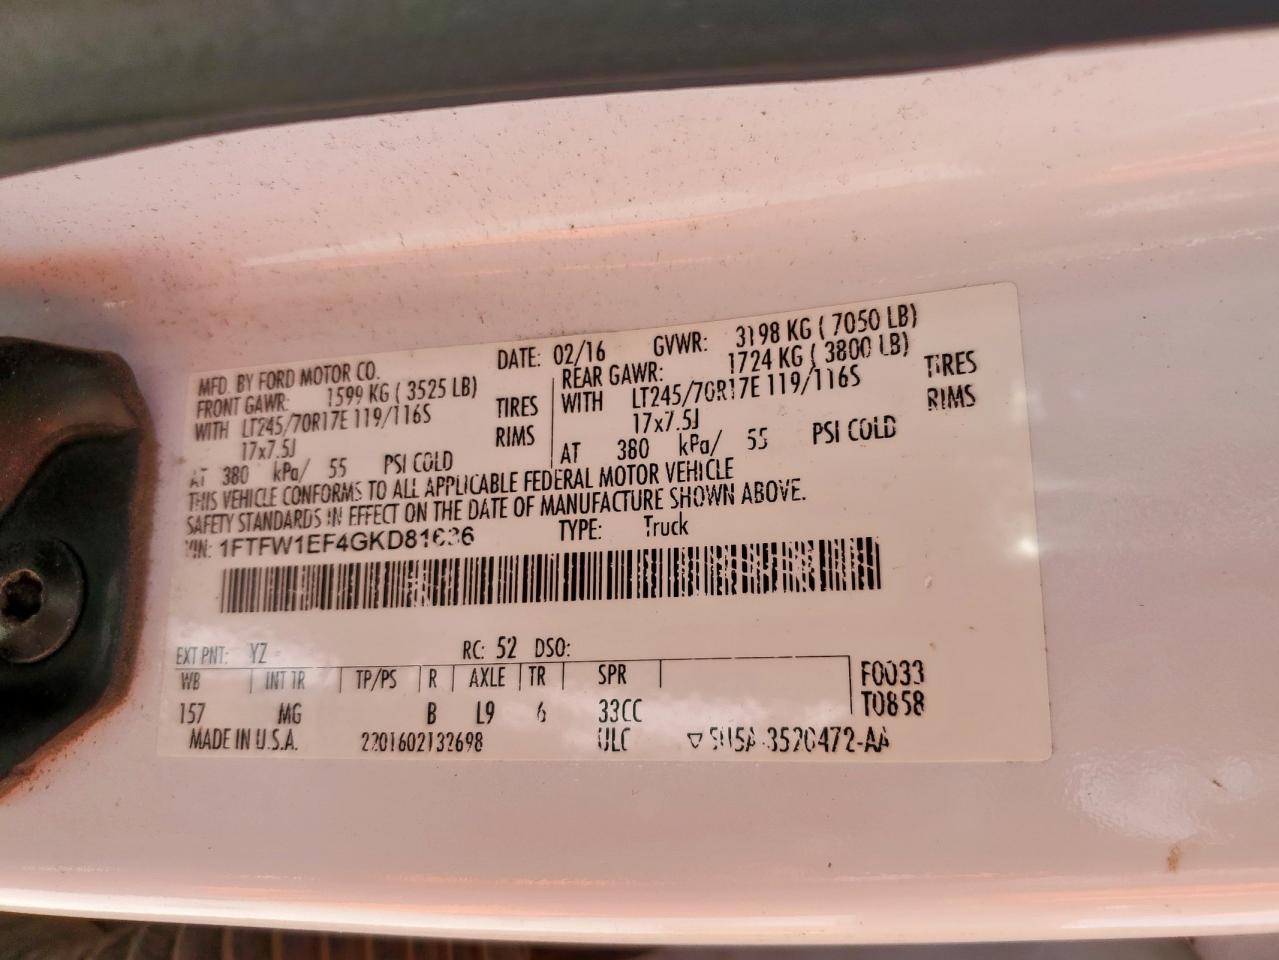 MFD. BY FORD MOTOR CO. DATE: 02/16 GVWR: 3198 KG ( 7050 LB)
FRONT GAWR: 1599 KG ( 3525 LB) REAR GAWR: 1724 KG ( 3800 LB)
WITH LT245/70R17E 119/116S TIRES WITH LT245/70R17E 119/116S TIRES
17x7.5J RIMS 17x7.5J RIMS
AT 380 kPa/ 55 PSI COLD AT 380 kPa/ 55 PSI COLD
THIS VEHICLE CONFORMS TO ALL APPLICABLE FEDERAL MOTOR VEHICLE
SAFETY STANDARDS IN EFFECT ON THE DATE OF MANUFACTURE SHOWN ABOVE.
VIN: TYPE: Truck
EXT PNT: YZ RC: 52 DSO:
WB INT TR TP/PS R AXLE TR SPR F0033
157 MG B L9 6 33CC T0858
MADE IN U.S.A. 2201602132698 ULC